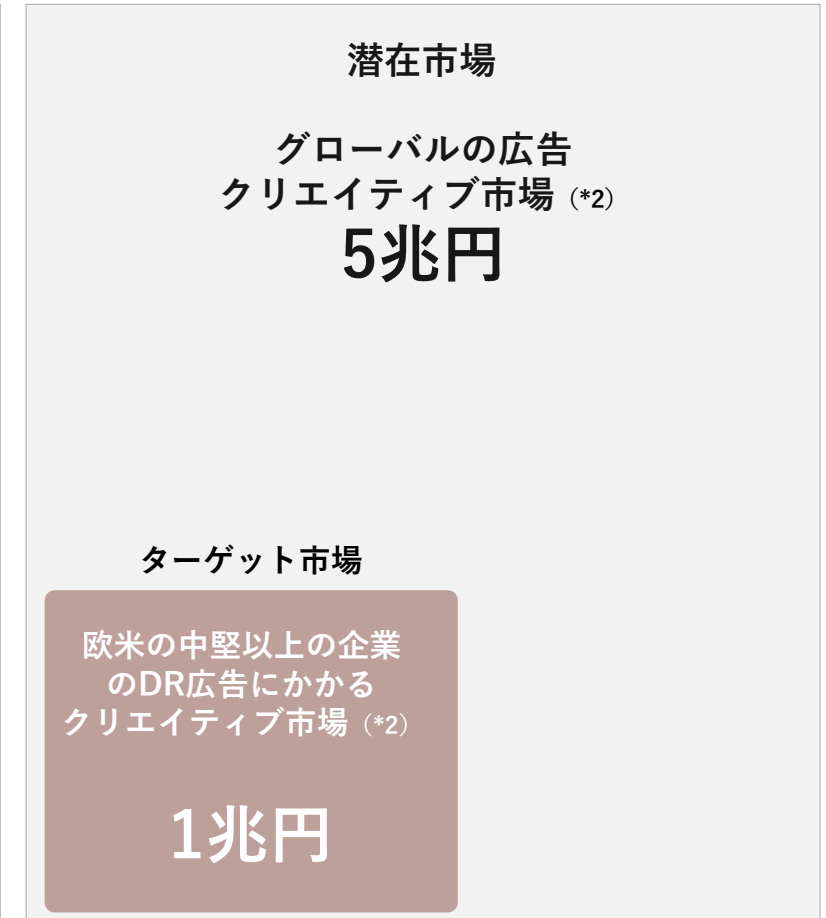 潜在市場
グローバルの広告
クリエイティブ市場（*2）
5兆円
ターゲット市場
欧米の中堅以上の企業
のDR広告にかかる
クリエイティブ市場（*2）
1兆円